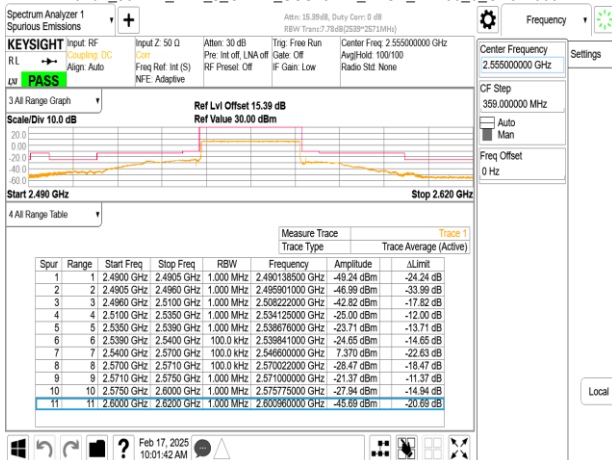 Spectrum Analyzer 1
Spurious Emissions
Attn: 15.39dB, Duty Corr: 0 dB
RBW Trans:7.78dB(2539~2571MHz)
Frequency
KEYSIGHT
RL
PASS
Input: RF
Coupling: DC
Align: Auto
Input Z: 50 Ω
Corr
Freq Ref: Int (S)
NFE: Adaptive
Atten: 30 dB
Pre: Int off, LNA off
RF Preset: Off
Trig: Free Run
Gate: Off
IF Gain: Low
Center Freq: 2.555000000 GHz
Avg|Hold: 100/100
Radio Std: None
Center Frequency
2.555000000 GHz
Settings
CF Step
359.000000 MHz
Auto
Man
Freq Offset
0 Hz
3 All Range Graph
Scale/Div 10.0 dB
Ref Lvl Offset 15.39 dB
Ref Value 30.00 dBm
20.0
0.00
-20.0
-40.0
-60.0
Start 2.490 GHz
Stop 2.620 GHz
4 All Range Table
Measure Trace Trace 1
Trace Type Trace Average (Active)
Spur Range Start Freq Stop Freq RBW Frequency Amplitude ΔLimit
1 1 2.4900 GHz 2.4905 GHz 1.000 MHz 2.490138500 GHz -49.24 dBm -24.24 dB
2 2 2.4905 GHz 2.4960 GHz 1.000 MHz 2.495901000 GHz -46.99 dBm -33.99 dB
3 3 2.4960 GHz 2.5100 GHz 1.000 MHz 2.508222000 GHz -42.82 dBm -17.82 dB
4 4 2.5100 GHz 2.5350 GHz 1.000 MHz 2.534125000 GHz -25.00 dBm -12.00 dB
5 5 2.5350 GHz 2.5390 GHz 1.000 MHz 2.538676000 GHz -23.71 dBm -13.71 dB
6 6 2.5390 GHz 2.5400 GHz 100.0 kHz 2.539841000 GHz -24.65 dBm -14.65 dB
7 7 2.5400 GHz 2.5700 GHz 100.0 kHz 2.546600000 GHz 7.370 dBm -22.63 dB
8 8 2.5700 GHz 2.5710 GHz 100.0 kHz 2.570022000 GHz -28.47 dBm -18.47 dB
9 9 2.5710 GHz 2.5750 GHz 1.000 MHz 2.571000000 GHz -21.37 dBm -11.37 dB
10 10 2.5750 GHz 2.6000 GHz 1.000 MHz 2.575775000 GHz -27.94 dBm -14.94 dB
11 11 2.6000 GHz 2.6200 GHz 1.000 MHz 2.600960000 GHz -45.69 dBm -20.69 dB
Local
Feb 17, 2025
10:01:42 AM